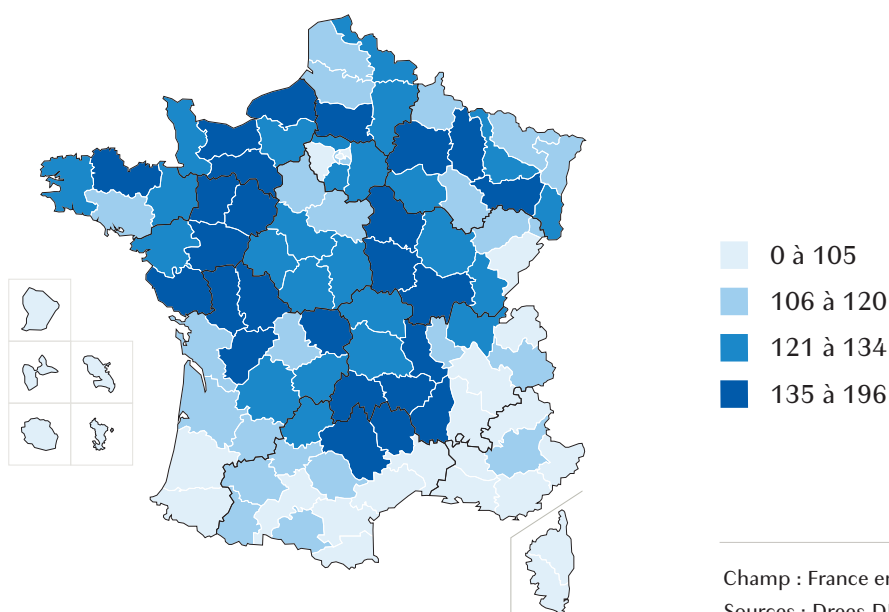 0 à 105
106 à 120
121 à 134
135 à 196
Champ : France
Sources : Drees